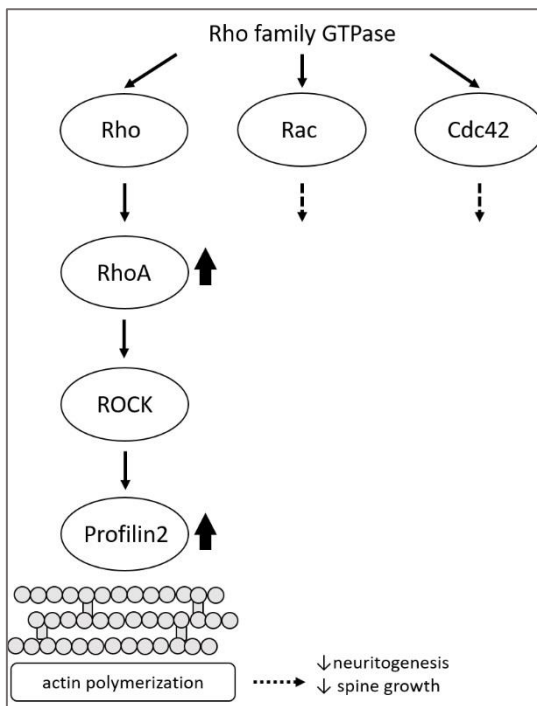 Rho family GTPase
Rho
Rac
Cdc42
RhoA
ROCK
Profilin2
actin polymerization
↓neuritogenesis
↓ spine growth